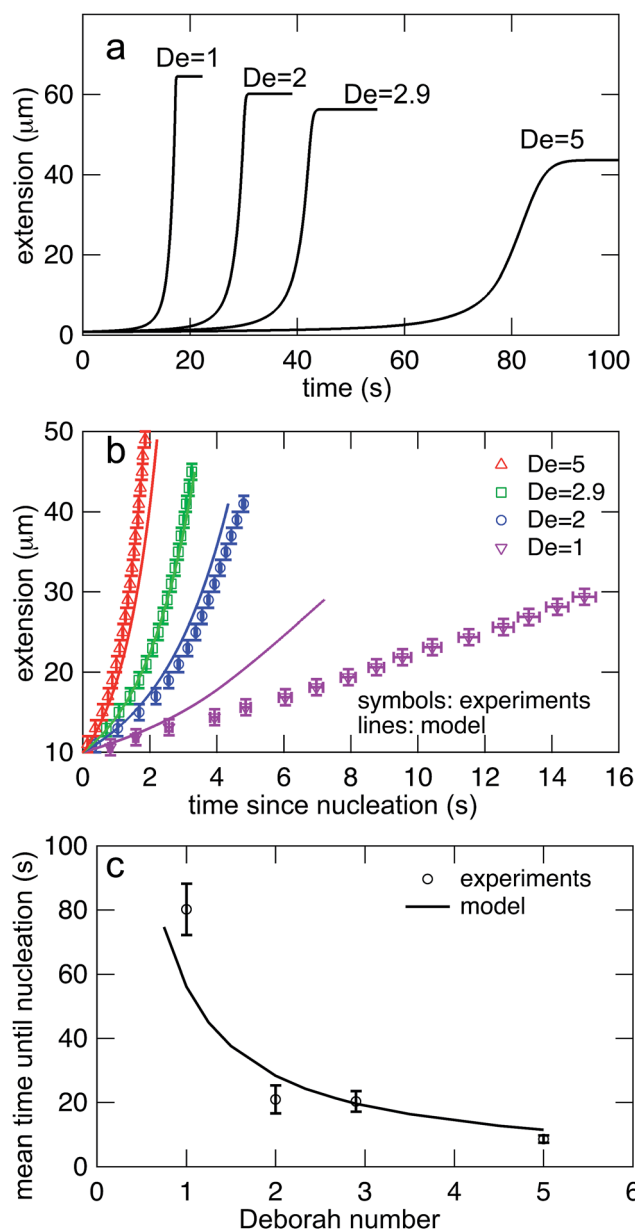 a
De=1
De=2
De=2.9
De=5
extension (μm)
60
40
20
0
0 20 40 60 80 100
time (s)
b
50
40
30
20
10
extension (μm)
De=5
De=2.9
De=2
De=1
symbols: experiments
lines: model
0 2 4 6 8 10 12 14 16
time since nucleation (s)
c
100
80
60
40
20
0
mean time until nucleation (s)
experiments
model
0 1 2 3 4 5 6
Deborah number